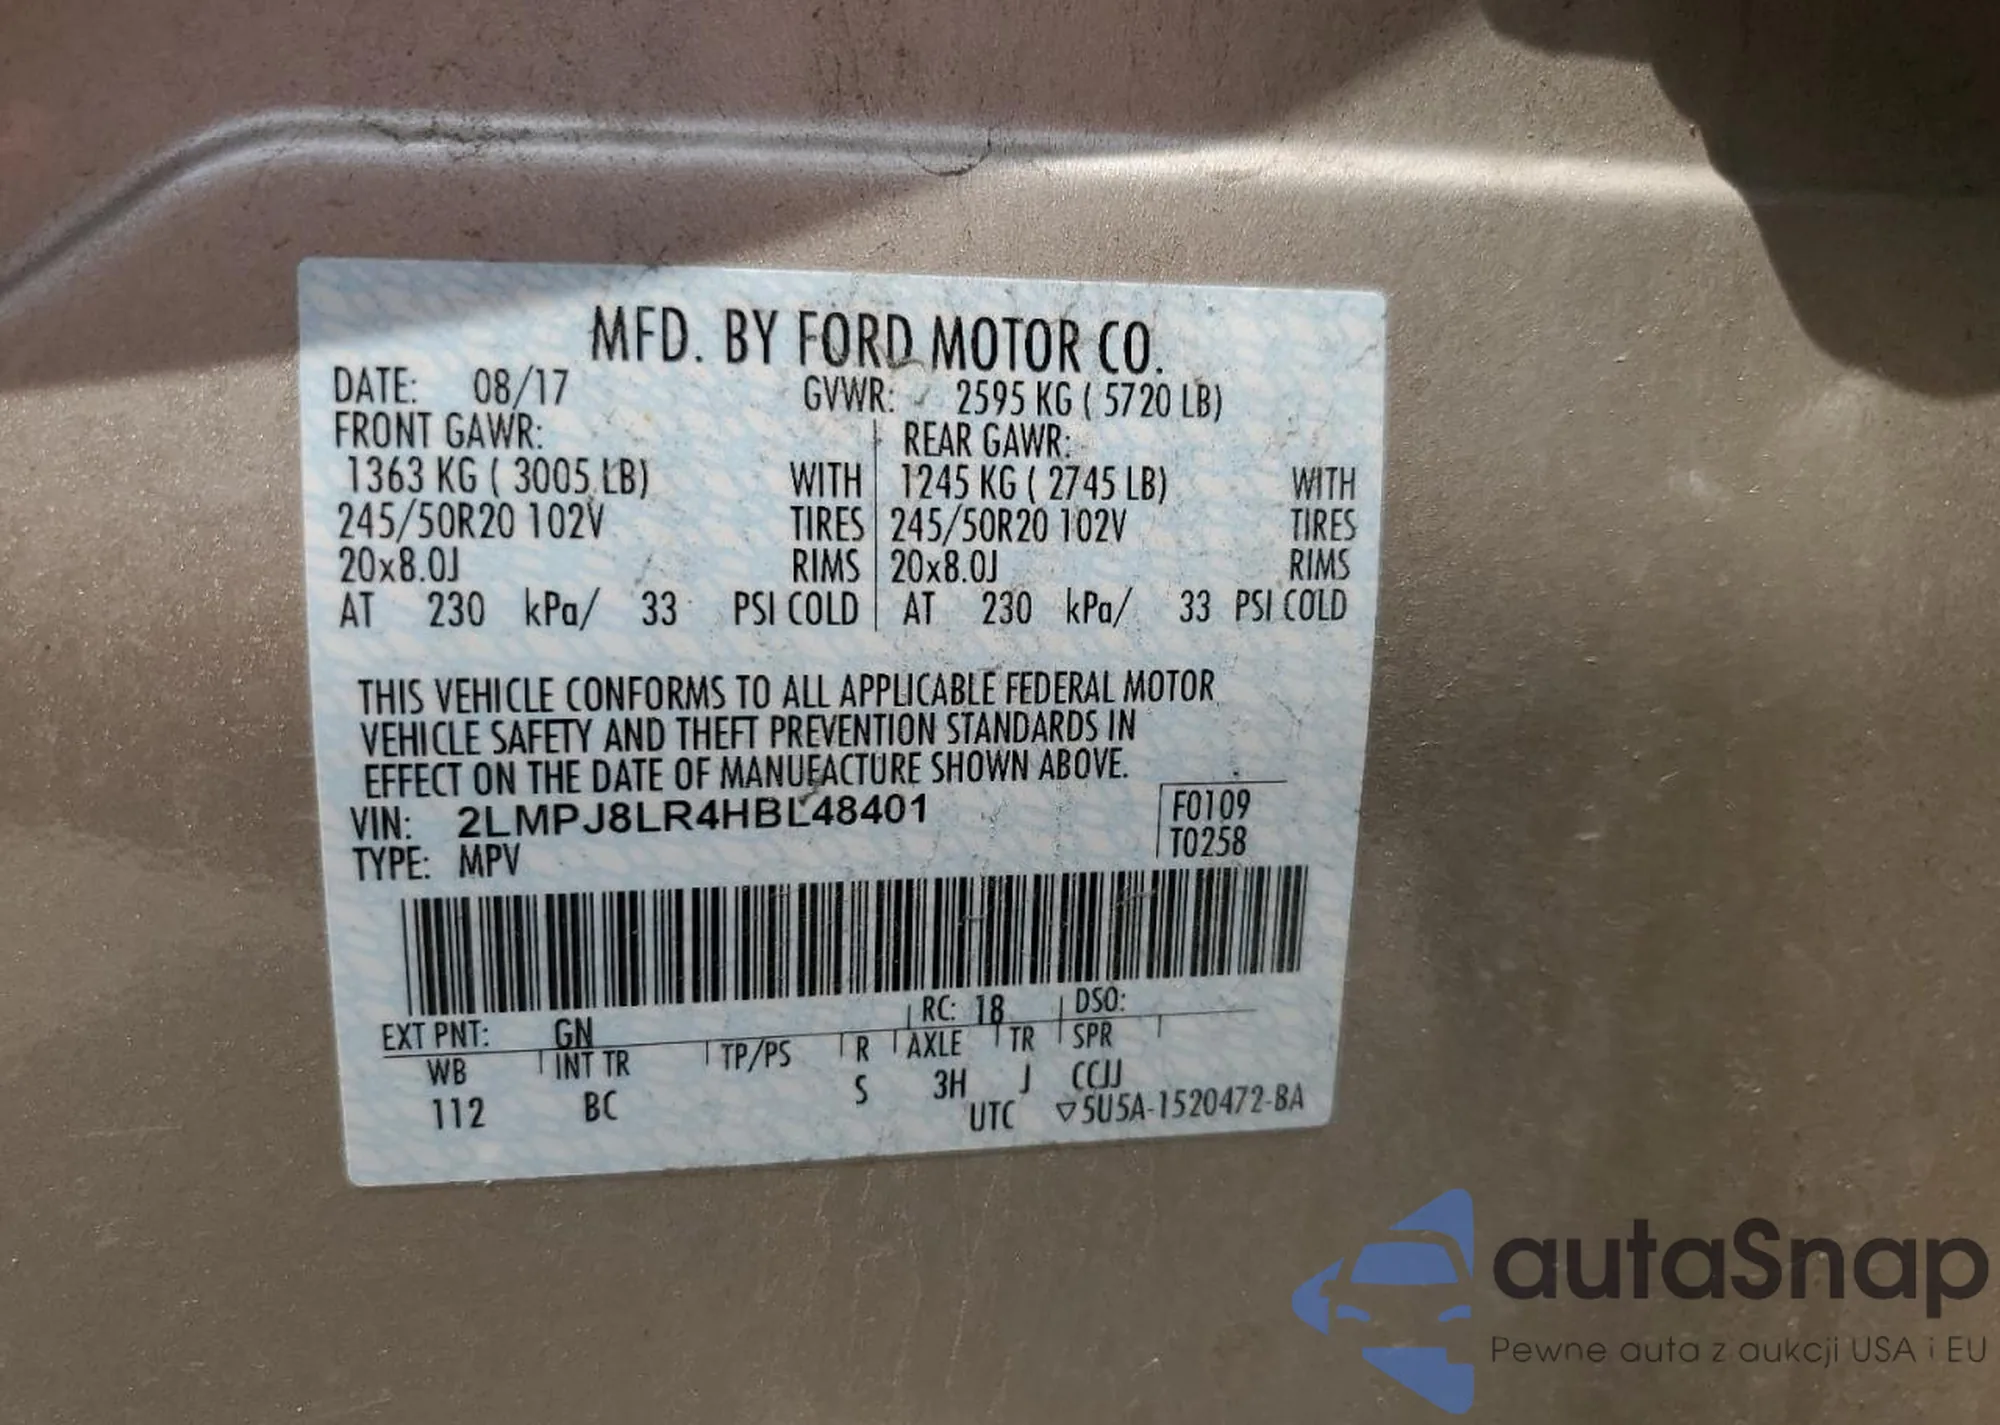 MFD. BY FORD MOTOR CO.
DATE: 08/17 GVWR: 2595 KG ( 5720 LB)
FRONT GAWR: REAR GAWR:
1363 KG ( 3005 LB) WITH 1245 KG ( 2745 LB) WITH
245/50R20 102V TIRES 245/50R20 102V TIRES
20x8.0J RIMS 20x8.0J RIMS
AT 230 kPa/ 33 PSI COLD AT 230 kPa/ 33 PSI COLD
THIS VEHICLE CONFORMS TO ALL APPLICABLE FEDERAL MOTOR
VEHICLE SAFETY AND THEFT PREVENTION STANDARDS IN
EFFECT ON THE DATE OF MANUFACTURE SHOWN ABOVE.
VIN: 2LMPJ8LR4HBL48401 F0109
TYPE: MPV T0258
EXT PNT: GN RC: 18 DSO:
WB INT TR TP/PS R AXLE TR SPR
112 BC S 3H J CCJJ
UTC ▽5U5A-1520472-BA
autaSnap
Pewne auta z aukcji USA i EU